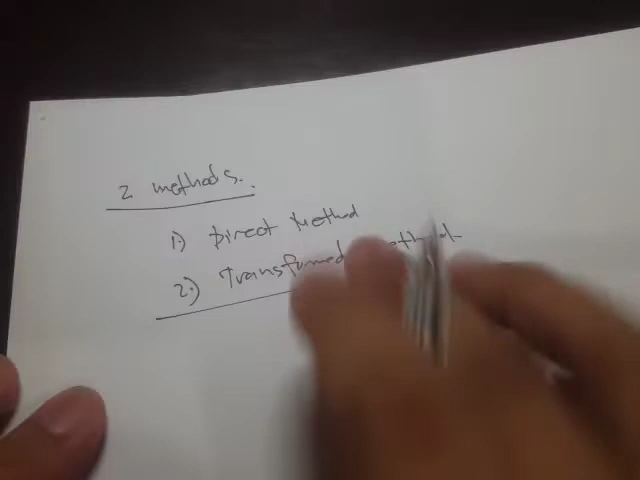 2 methods.
1) Direct Method
2.) Transformed